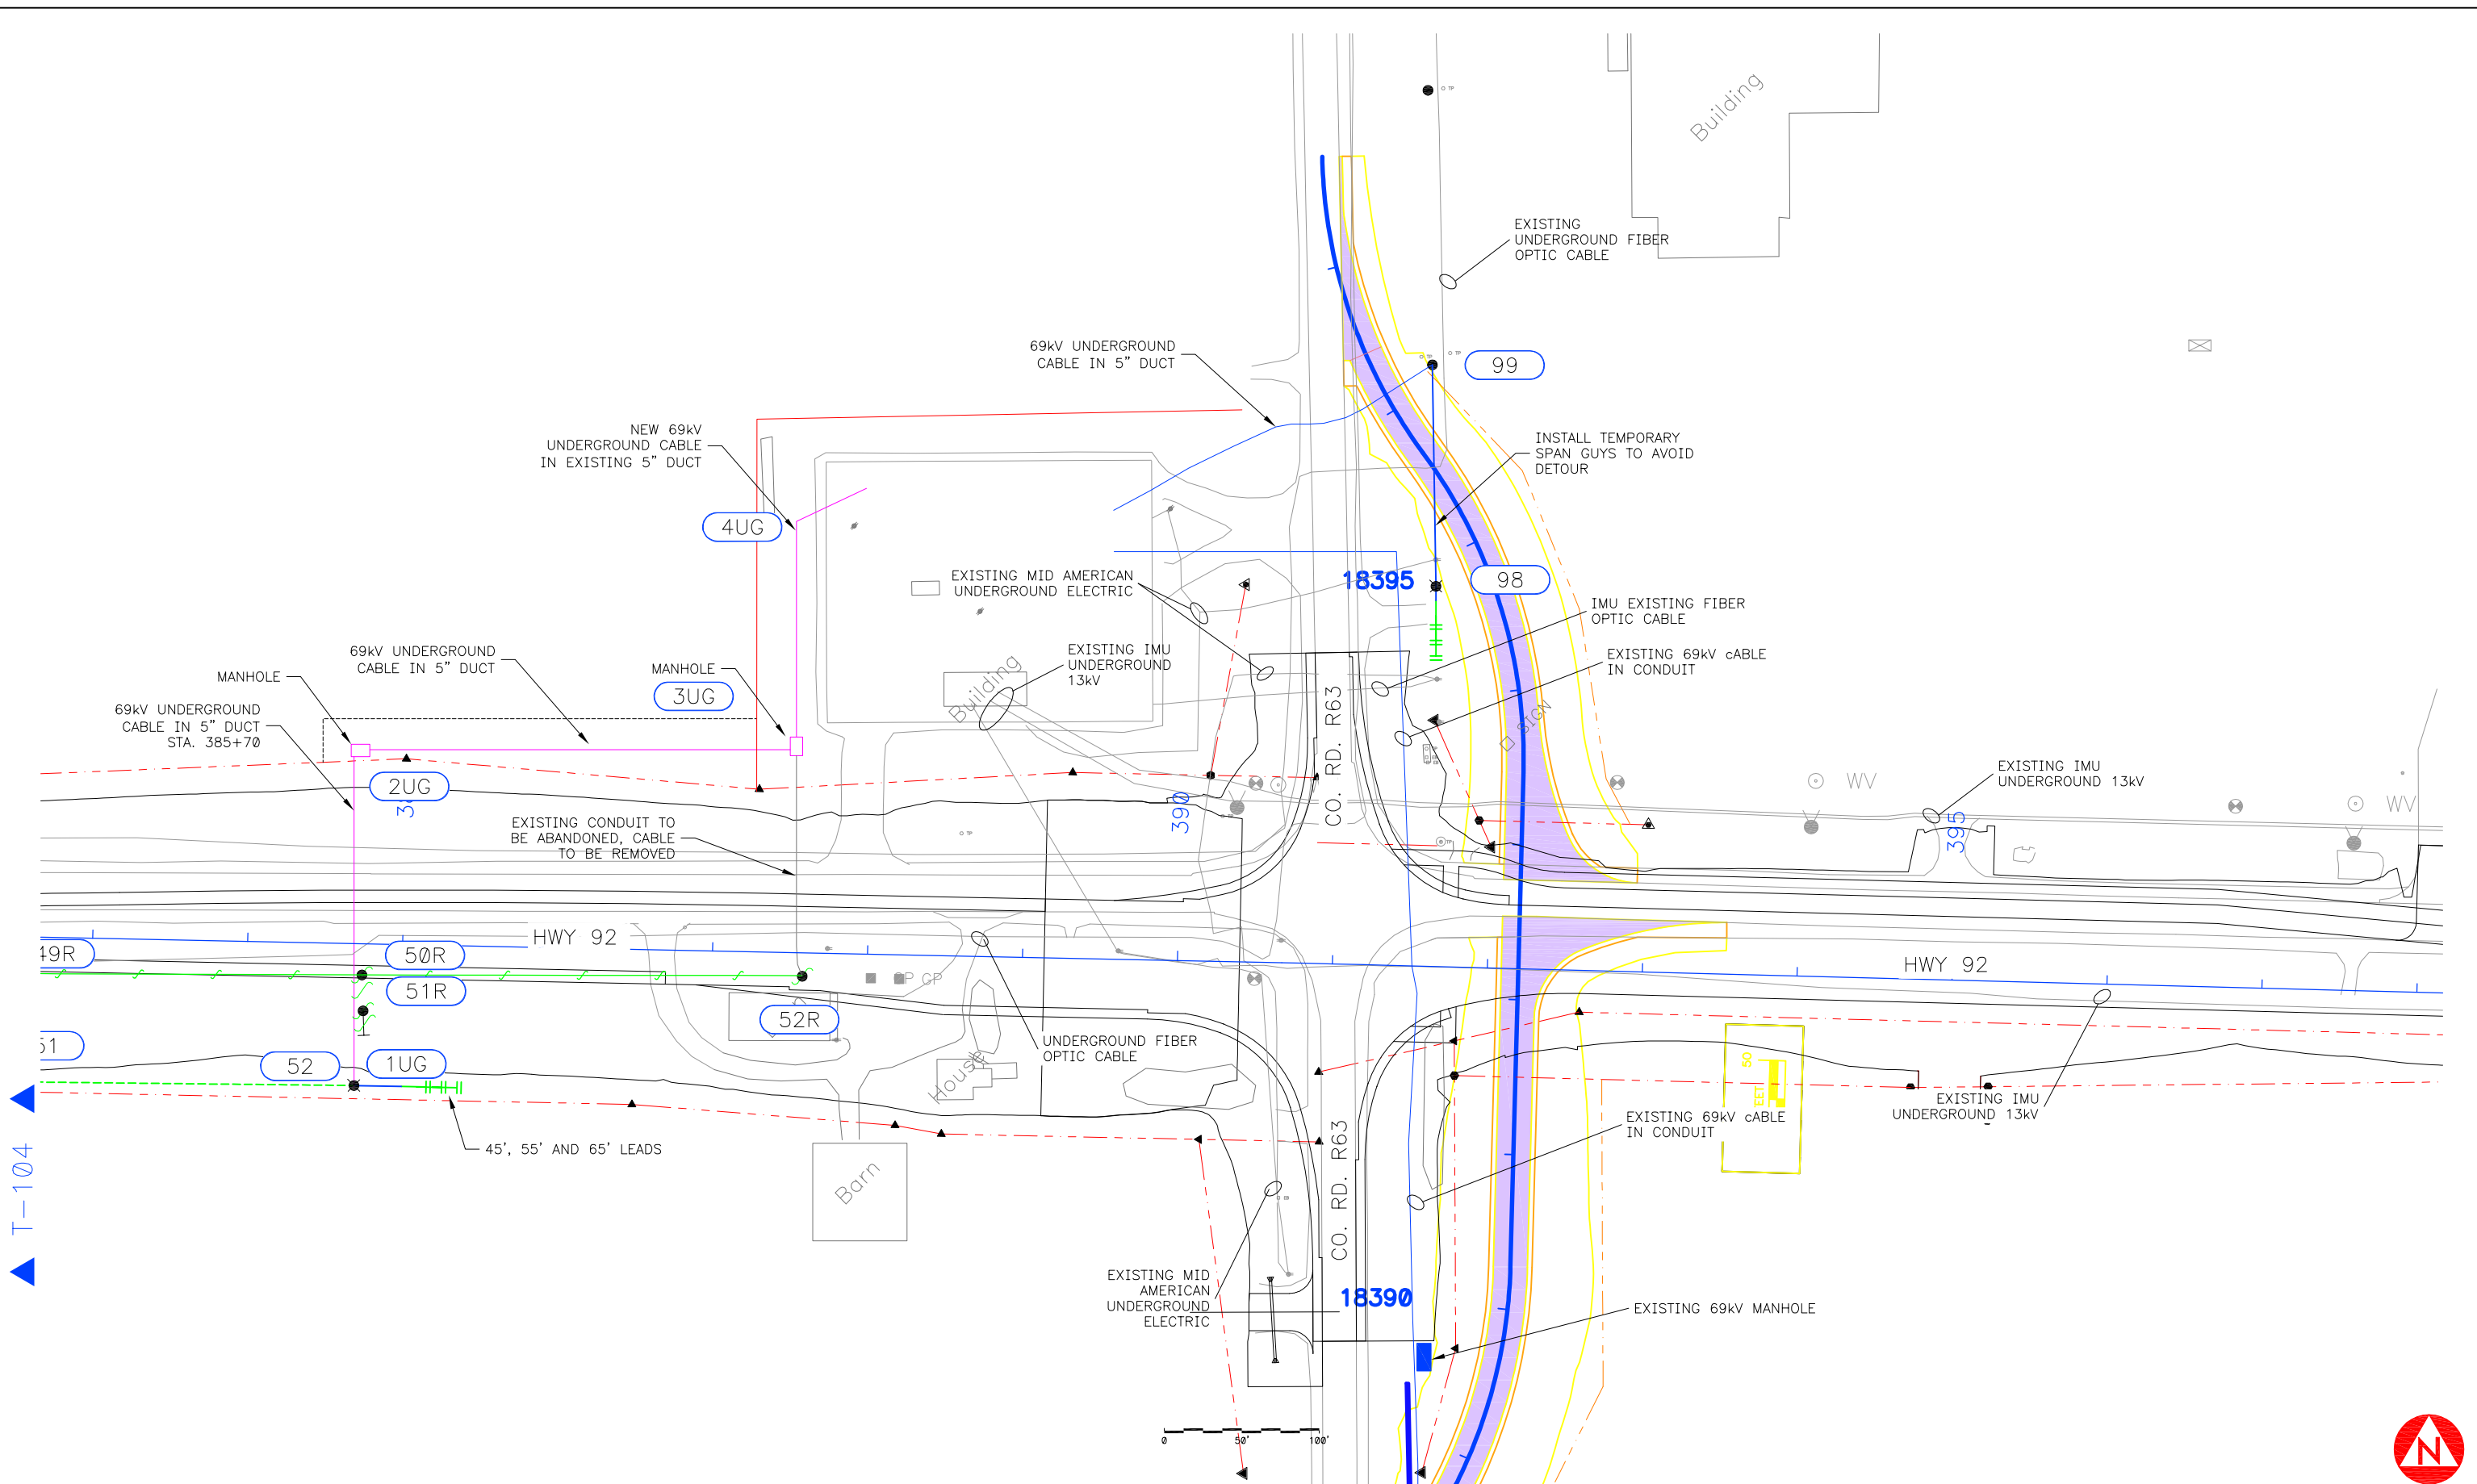 Building
EXISTING
UNDERGROUND FIBER
OPTIC CABLE
69kV UNDERGROUND
CABLE IN 5" DUCT
99
NEW 69kV
UNDERGROUND CABLE
IN EXISTING 5" DUCT
INSTALL TEMPORARY
SPAN GUYS TO AVOID
DETOUR
4UG
EXISTING MID AMERICAN
UNDERGROUND ELECTRIC
18395
98
IMU EXISTING FIBER
OPTIC CABLE
EXISTING IMU
UNDERGROUND
13kV
69kV UNDERGROUND
CABLE IN 5" DUCT
MANHOLE
MANHOLE
EXISTING 69kV cABLE
IN CONDUIT
3UG
Building
CO. RD. R63
SIGN
69kV UNDERGROUND
CABLE IN 5" DUCT
STA. 385+70
2UG
390
WV
EXISTING IMU
UNDERGROUND 13kV
WV
395
EXISTING CONDUIT TO
BE ABANDONED, CABLE
TO BE REMOVED
TP
TP
TP
TP
TP
HWY 92
49R
50R
HWY 92
51R
GP
52R
51
52
1UG
UNDERGROUND FIBER
OPTIC CABLE
House
50
EXISTING IMU
UNDERGROUND 13kV
EXISTING 69kV cABLE
IN CONDUIT
45', 55' AND 65' LEADS
T-104
Barn
CO. RD. R63
EXISTING MID
AMERICAN
UNDERGROUND
ELECTRIC
18390
EXISTING 69kV MANHOLE
0 50' 100'
N